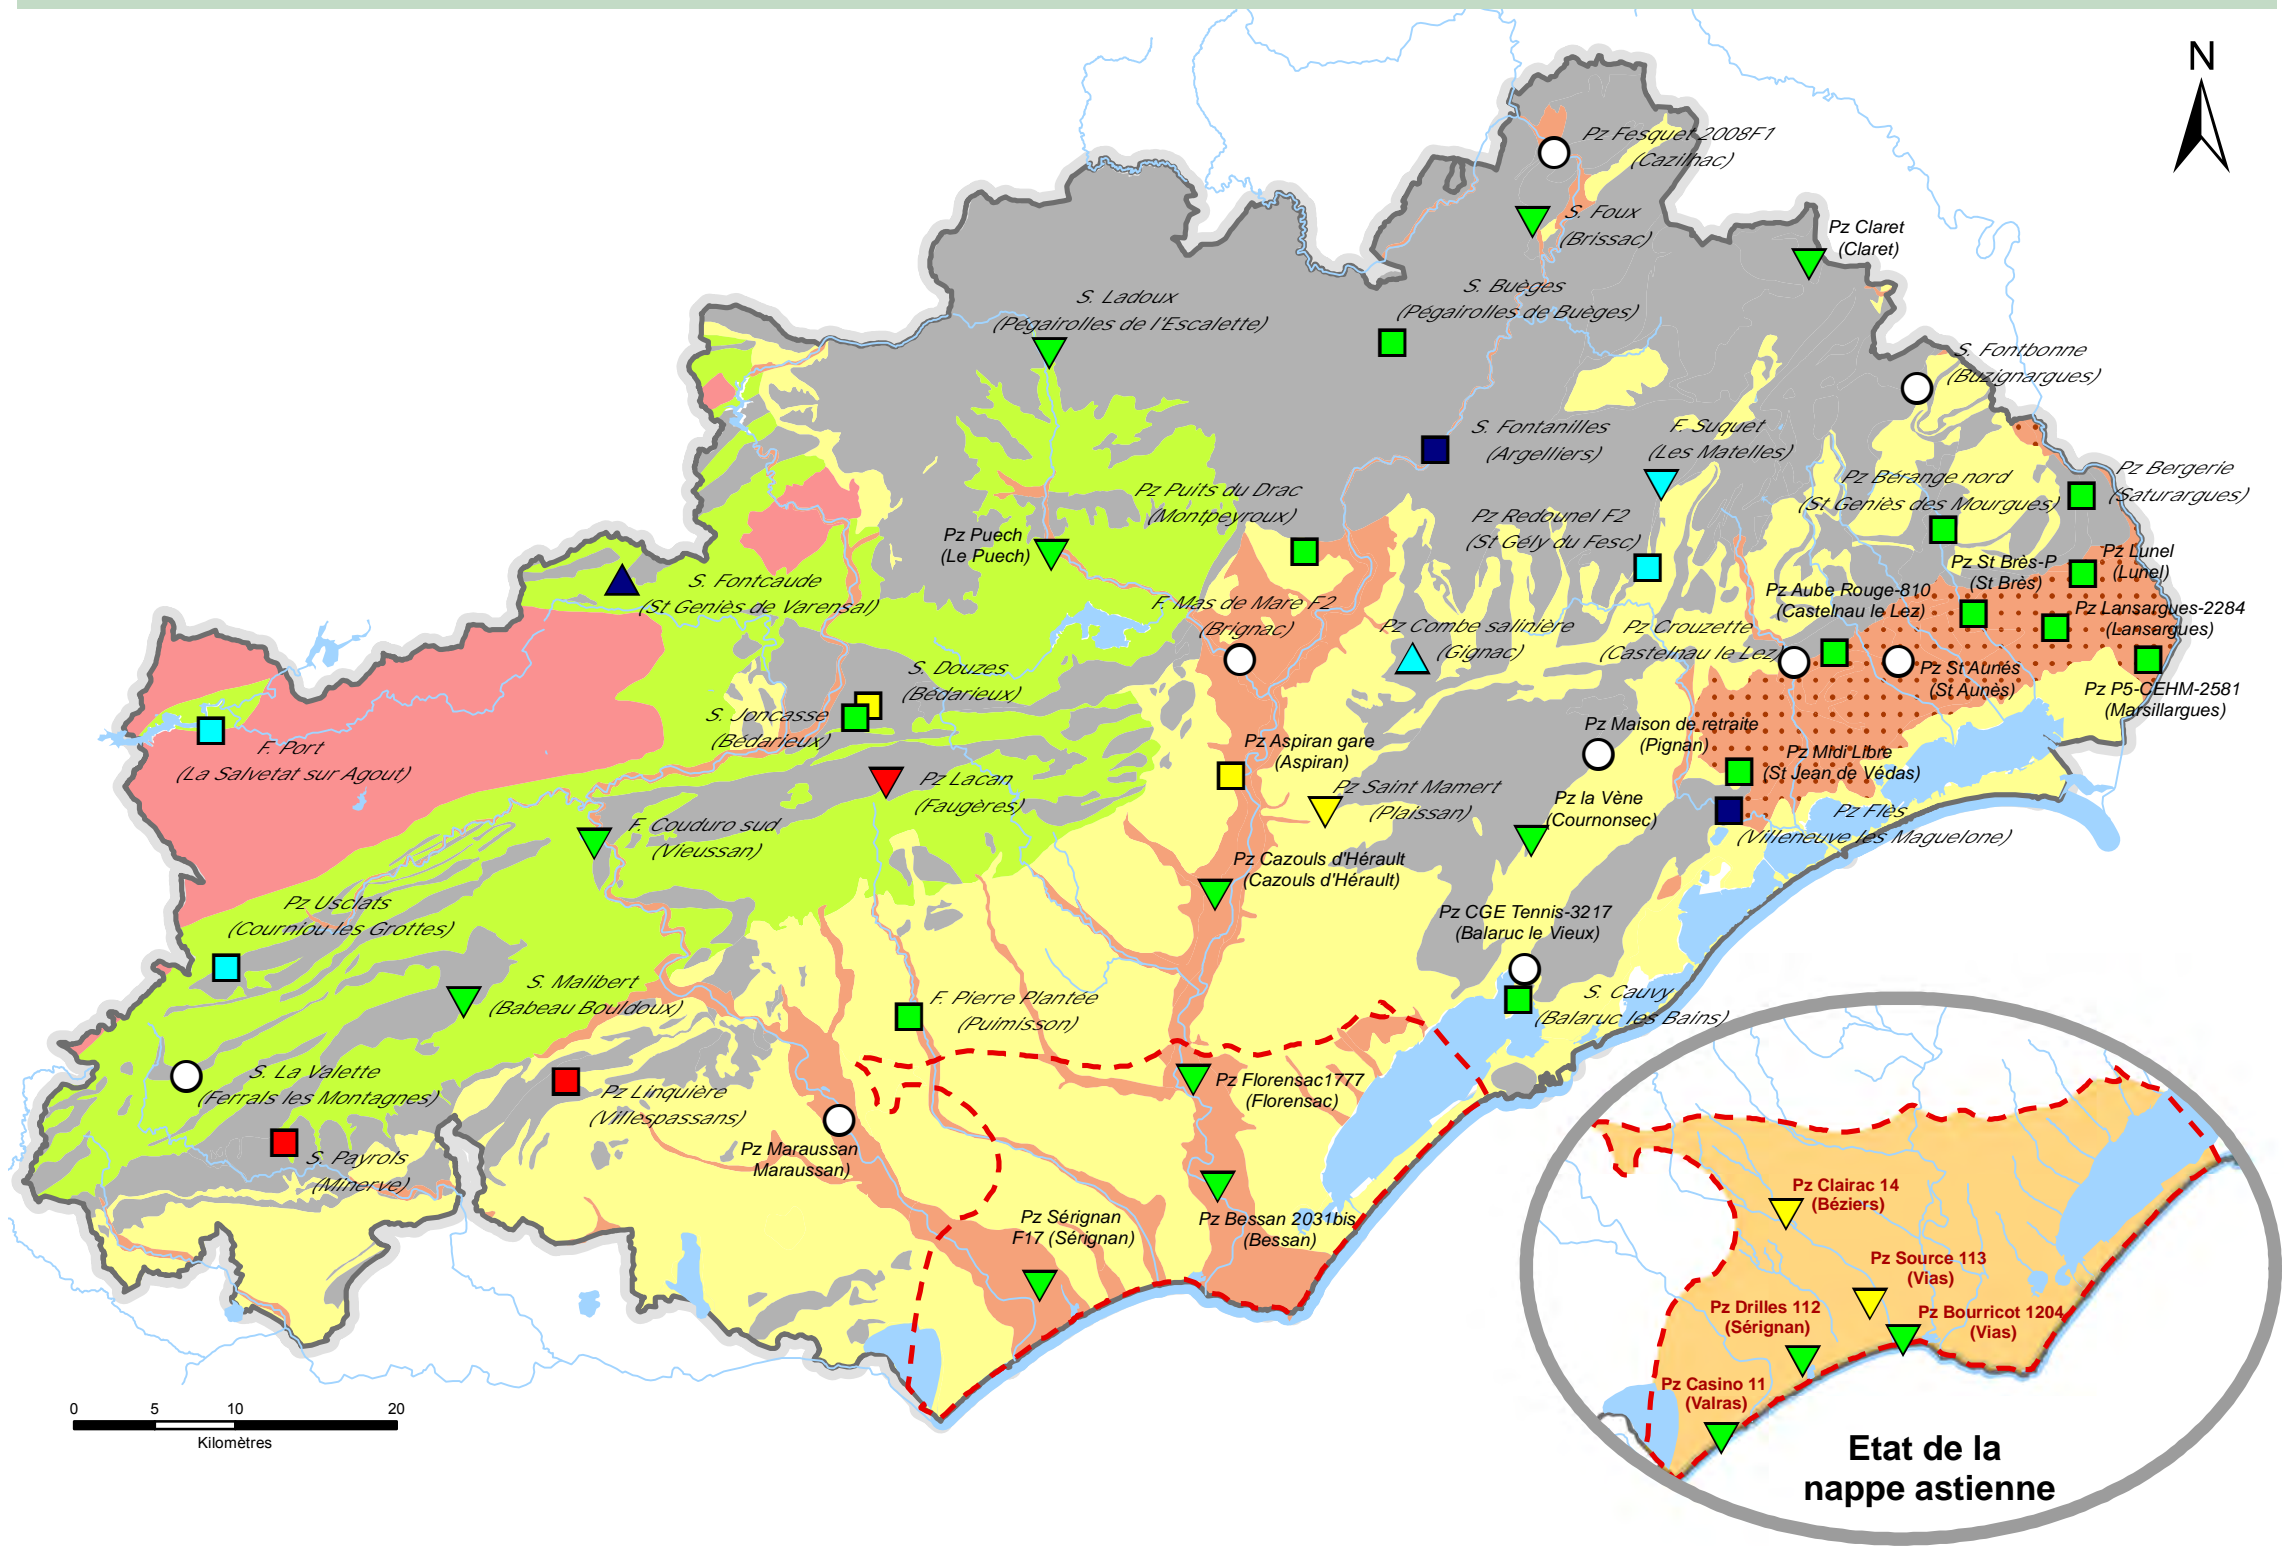 N
Pz Fesquet 2008F1
(Cazilhac)
S. Foux
(Brissac)
Pz Claret
(Claret)
S. Buèges
(Pégairolles de Buèges)
S. Ladoux
(Pégairolles de l'Escalette)
S. Fontbonne
(Buzignargues)
S. Fontanilles
(Argelliers)
F. Suquet
(Les Matelles)
Pz Bérange nord
(St Geniès des Mourgues)
Pz Bergerie
(Saturargues)
Pz Puits du Drac
(Montpeyroux)
Pz Redounel F2
(St Gély du Fesc)
Pz Puech
(Le Puech)
Pz St Brès-P
(St Brès)
Pz Lunel
(Lunel)
S. Fontcaude
(St Geniès de Varensal)
Pz Aube Rouge-810
(Castelnau le Lez)
Pz Lansargues-2284
(Lansargues)
F. Mas de Mare F2
(Brignac)
Pz Combe salinière
(Gignac)
Pz Crouzette
(Castelnau le Lez)
S. Douzes
(Bédarieux)
Pz St Aunés
(St Aunès)
Pz P5-CEHM-2581
(Marsillargues)
S. Joncasse
(Bédarieux)
F. Port
(La Salvetat sur Agout)
Pz Aspiran gare
(Aspiran)
Pz Maison de retraite
(Pignan)
Pz Midi Libre
(St Jean de Védas)
Pz Lacan
(Faugères)
Pz Saint Mamert
(Plaissan)
Pz la Vène
(Cournonsec)
Pz Flès
(Villeneuve les Maguelone)
F. Couduro sud
(Vieussan)
Pz Cazouls d'Hérault
(Cazouls d'Hérault)
Pz Usclats
(Courniou les Grottes)
Pz CGE Tennis-3217
(Balaruc le Vieux)
S. Malibert
(Babeau Bouldoux)
F. Pierre Plantée
(Puimisson)
S. Cauvy
(Balaruc les Bains)
S. La Valette
(Ferrals les Montagnes)
Pz Linquière
(Villespassans)
Pz Florensac1777
(Florensac)
S. Payrols
(Minerve)
Pz Maraussan
Maraussan)
Pz Sérignan
F17 (Sérignan)
Pz Bessan 2031bis
(Bessan)
Pz Clairac 14
(Béziers)
Pz Source 113
(Vias)
Pz Drilles 112
(Sérignan)
Pz Bourricot 1204
(Vias)
Pz Casino 11
(Valras)
0 5 10 20
Kilomètres
Etat de la
nappe astienne